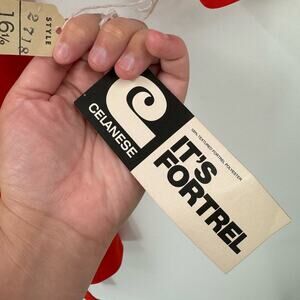 STYLE
2718
16½
CELANESE
100% TEXTURED FORTREL POLYESTER
IT'S
FORTREL